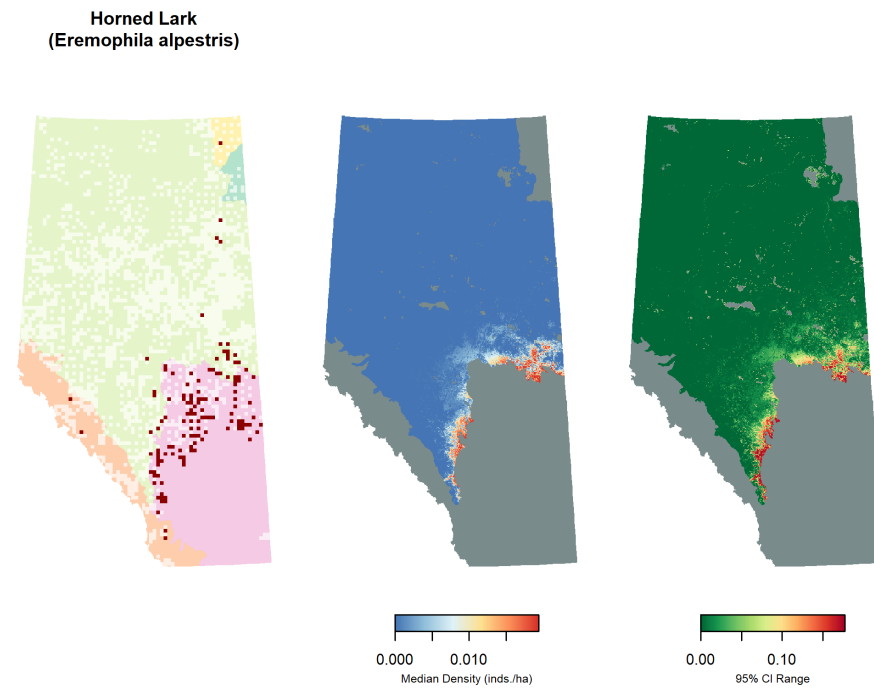 Horned Lark
(Eremophila alpestris)
0.000 0.010
Median Density (inds./ha)
0.00 0.10
95% CI Range